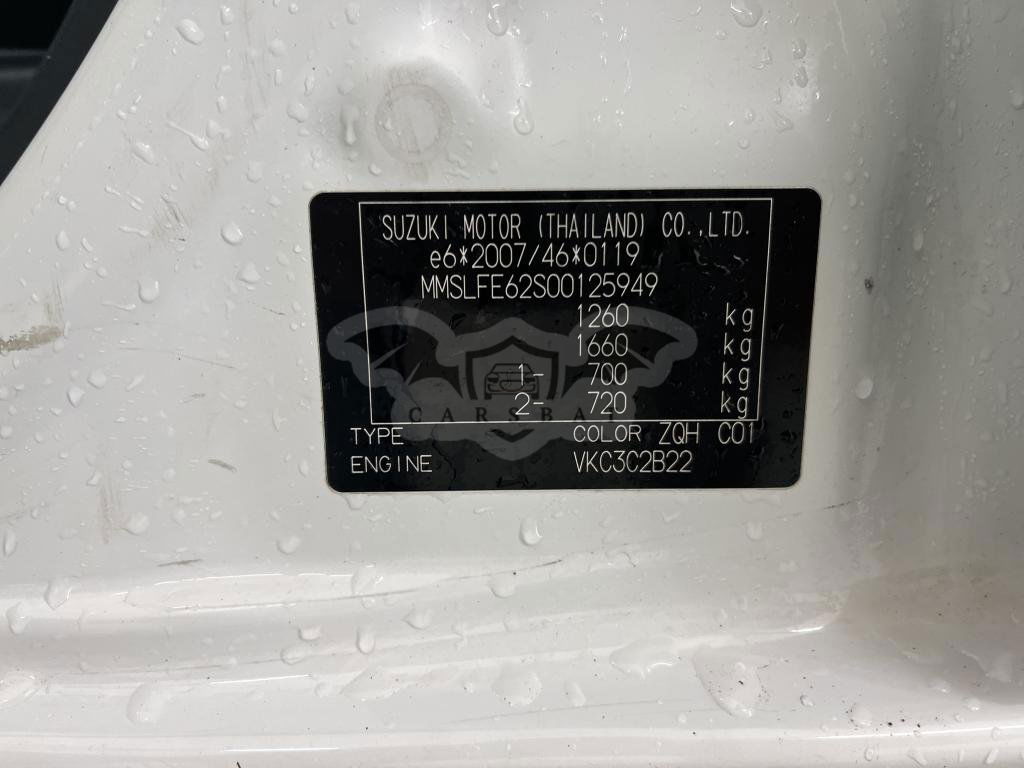 SUZUKI MOTOR (THAILAND) CO.,LTD.
e6*2007/46*0119
MMSLFE62S00125949
1260 kg
1660 kg
1- 700 kg
2- 720 kg
CARSBAT
TYPE COLOR ZQH C01
ENGINE VKC3C2B22